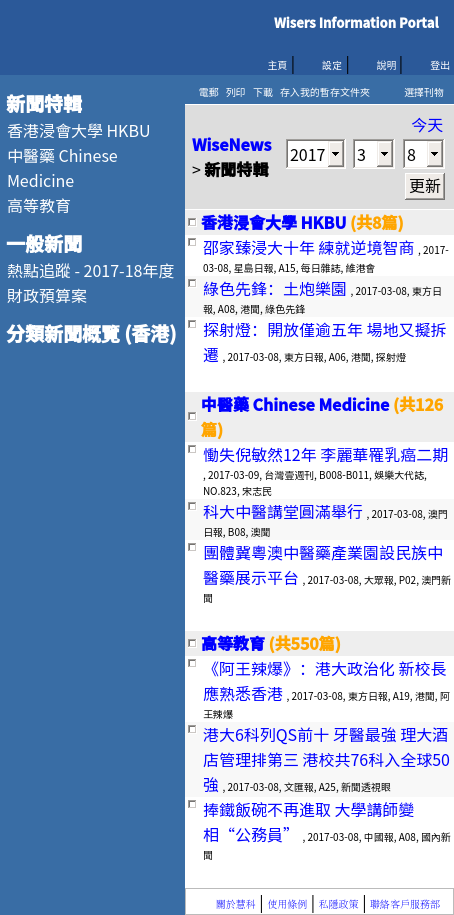 Wisers Information Portal
主頁 設定 說明 登出
電郵 列印 下載 存入我的暫存文件夾 選擇刊物
新聞特輯
香港浸會大學 HKBU
中醫藥 Chinese
Medicine
高等教育
一般新聞
熱點追蹤 - 2017-18年度
財政預算案
分類新聞概覽 (香港)
今天
WiseNews
> 新聞特輯
2017 3 8
更新
香港浸會大學 HKBU (共8篇)
邵家臻浸大十年 練就逆境智商 , 2017-
03-08, 星島日報, A15, 每日雜誌, 維港會
綠色先鋒：土炮樂園 , 2017-03-08, 東方日
報, A08, 港聞, 綠色先鋒
探射燈：開放僅逾五年 場地又擬拆
遷 , 2017-03-08, 東方日報, A06, 港聞, 探射燈
中醫藥 Chinese Medicine (共126
篇)
慟失倪敏然12年 李麗華罹乳癌二期
, 2017-03-09, 台灣壹週刊, B008-B011, 娛樂大代誌,
NO.823, 宋志民
科大中醫講堂圓滿舉行 , 2017-03-08, 澳門
日報, B08, 澳聞
團體冀粵澳中醫藥產業園設民族中
醫藥展示平台 , 2017-03-08, 大眾報, P02, 澳門新
聞
高等教育 (共550篇)
《阿王辣爆》：港大政治化 新校長
應熟悉香港 , 2017-03-08, 東方日報, A19, 港聞, 阿
王辣爆
港大6科列QS前十 牙醫最強 理大酒
店管理排第三 港校共76科入全球50
強 , 2017-03-08, 文匯報, A25, 新聞透視眼
捧鐵飯碗不再進取 大學講師變
相“公務員” , 2017-03-08, 中國報, A08, 國內新
聞
關於慧科 使用條例 私隱政策 聯絡客戶服務部